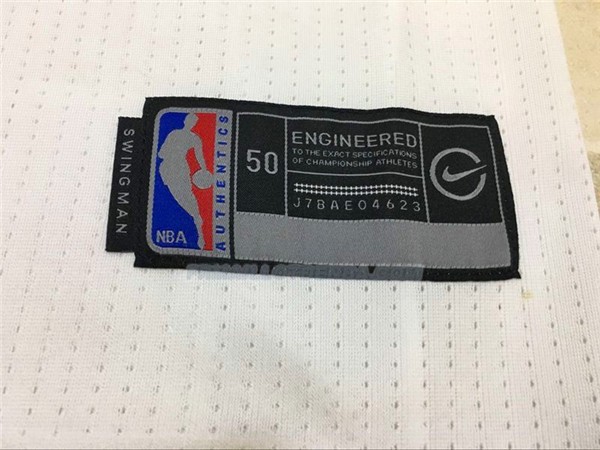 SWINGMAN
NBA
AUTHENTICS
50
ENGINEERED
TO THE EXACT SPECIFICATIONS
OF CHAMPIONSHIP ATHLETES
J7BAE04623